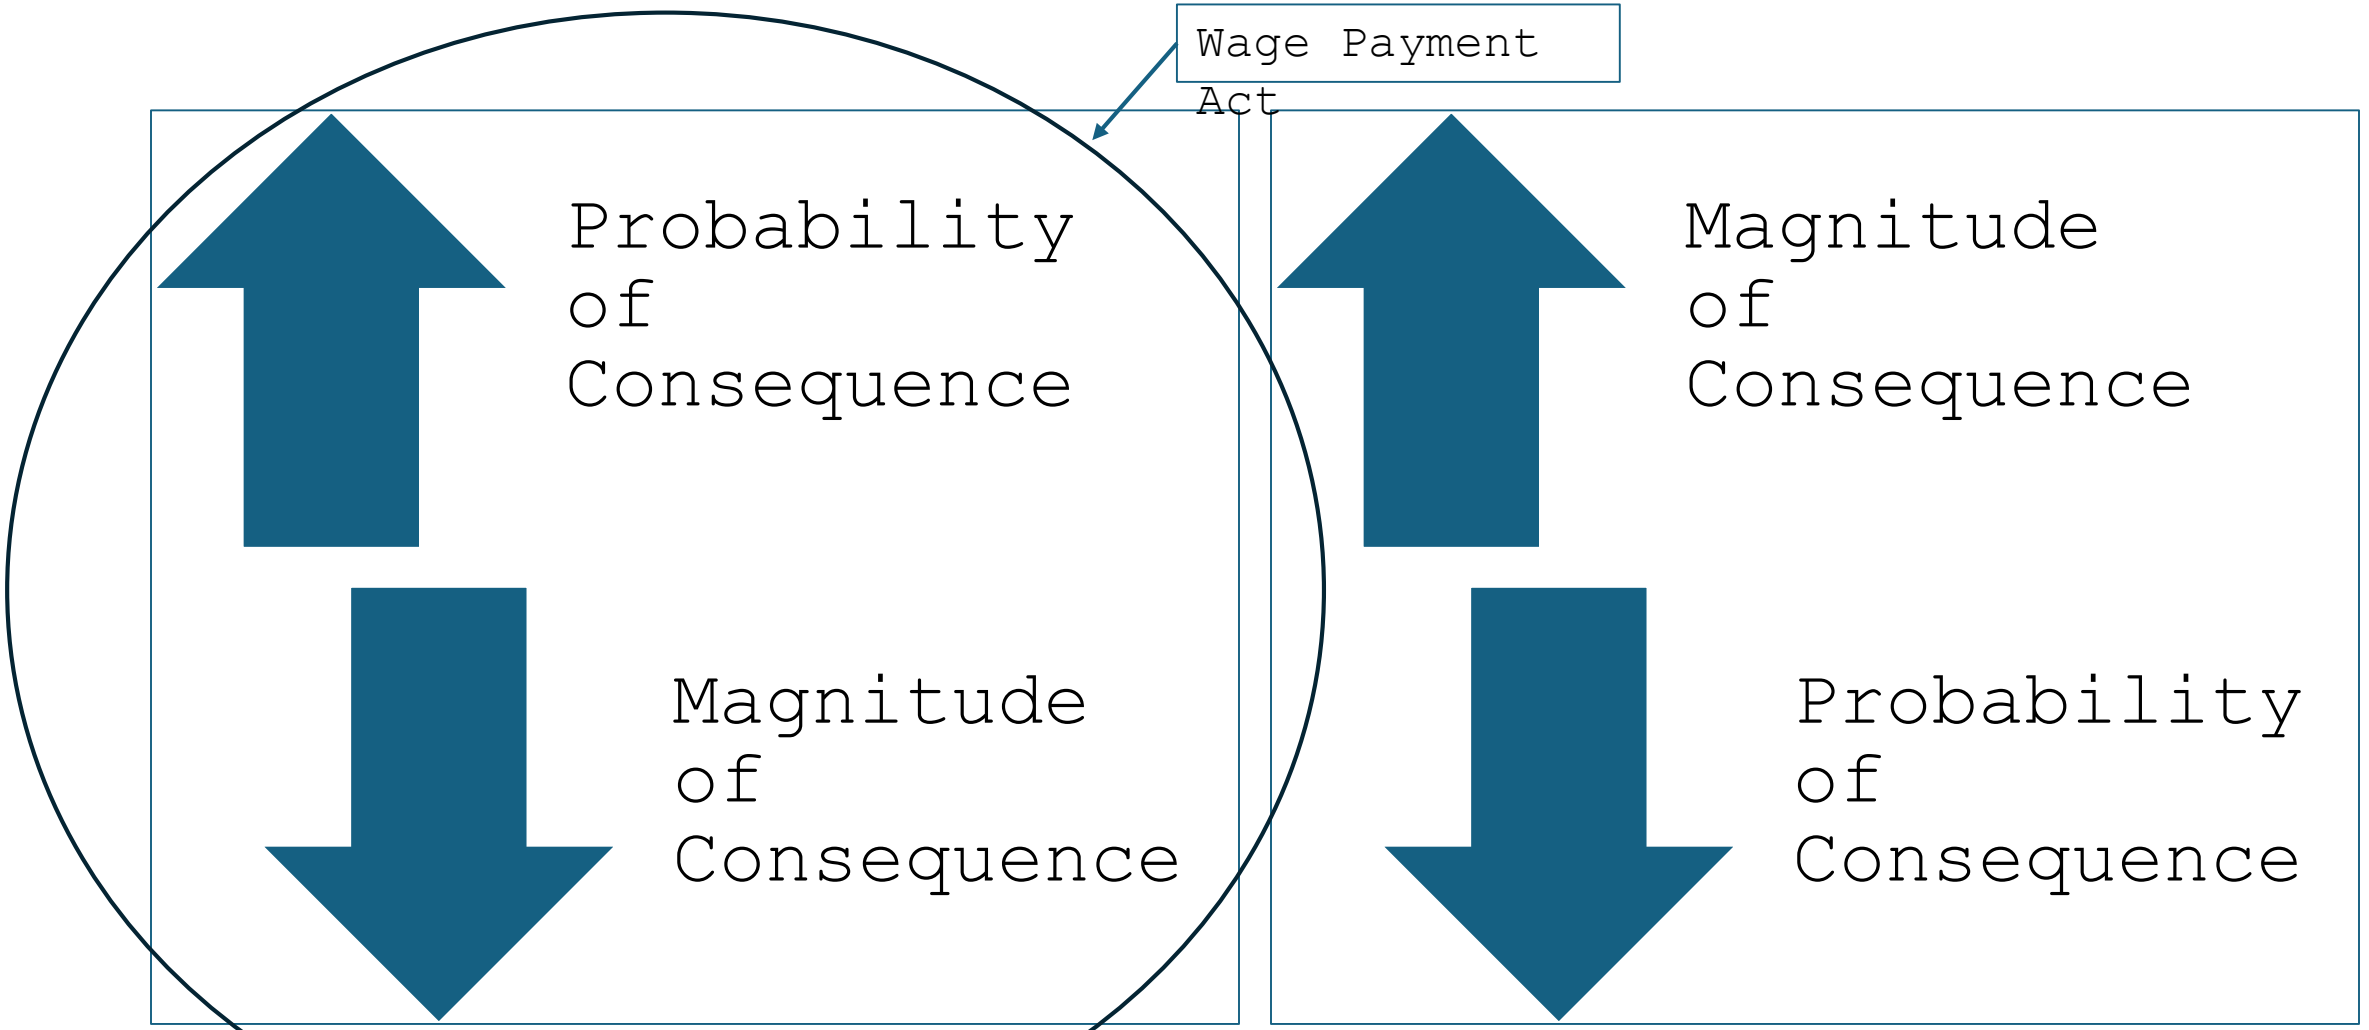 Wage Payment
Act
Probability
of
Consequence
Magnitude
of
Consequence
Magnitude
of
Consequence
Probability
of
Consequence